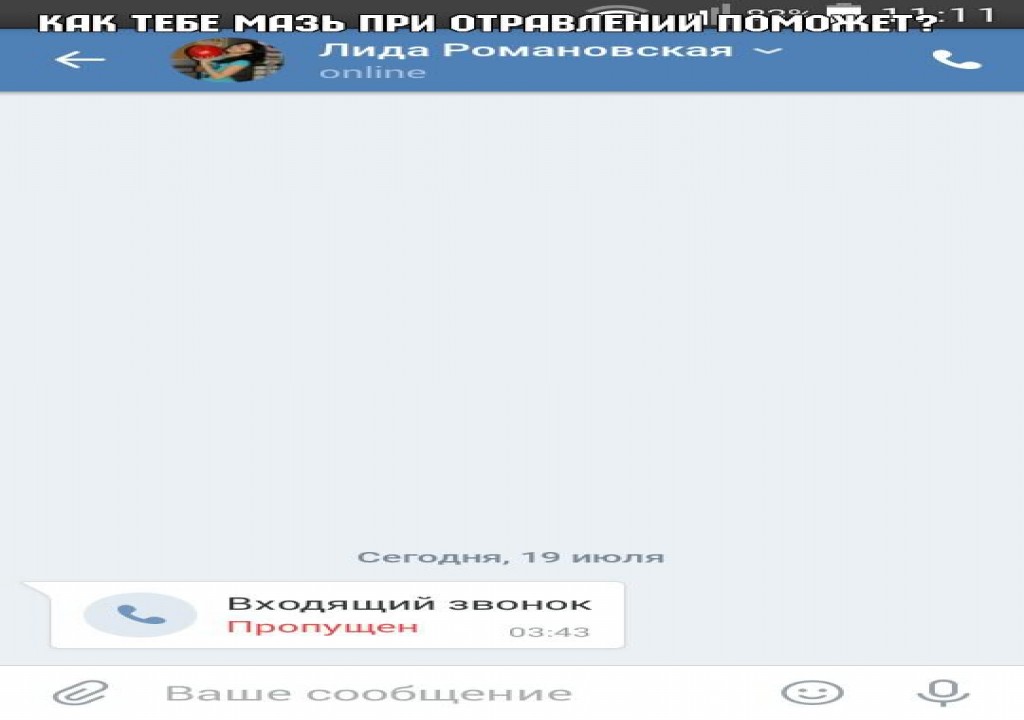 КАК ТЕБЕ МАЗЬ ПРИ ОТРАВЛЕНИИ ПОМОЖЕТ?
11:11
Лида Романовская
online
Сегодня, 19 июля
Входящий звонок
Пропущен
03:43
Ваше сообщение